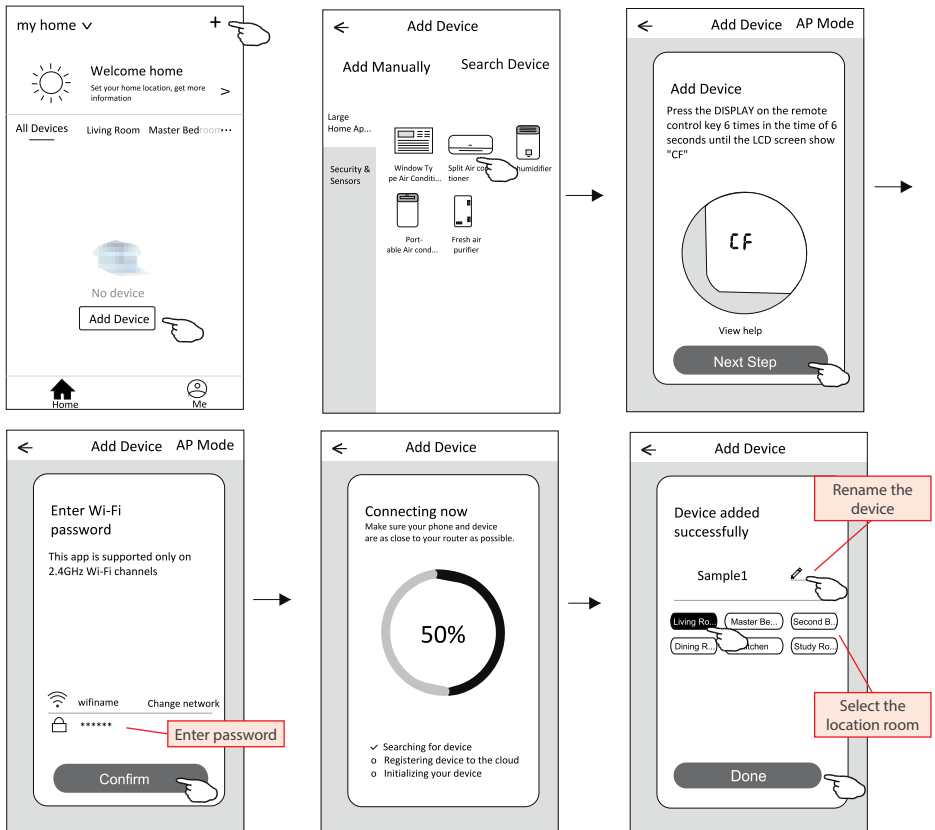 my home
+
Welcome home
Set your home location, get more
information
>
All Devices Living Room Master Bedroom···
No device
Add Device
Home
Me
Add Device
Add Manually
Search Device
Large
Home Ap...
Security &
Sensors
Window Ty
pe Air Conditi...
Split Air con
tioner
humidifier
Port-
able Air cond...
Fresh air
purifier
Add Device AP Mode
Add Device
Press the DISPLAY on the remote
control key 6 times in the time of 6
seconds until the LCD screen show
"CF"
CF
View help
Next Step
Add Device AP Mode
Enter Wi-Fi
password
This app is supported only on
2.4GHz Wi-Fi channels
wifiname Change network
******
Enter password
Confirm
Add Device
Connecting now
Make sure your phone and device
are as close to your router as possible.
50%
✓ Searching for device
o Registering device to the cloud
o Initializing your device
Add Device
Rename the
device
Device added
successfully
Sample1
Living Ro... Master Be... Second B...
Dining R... tchen Study Ro...
Select the
location room
Done